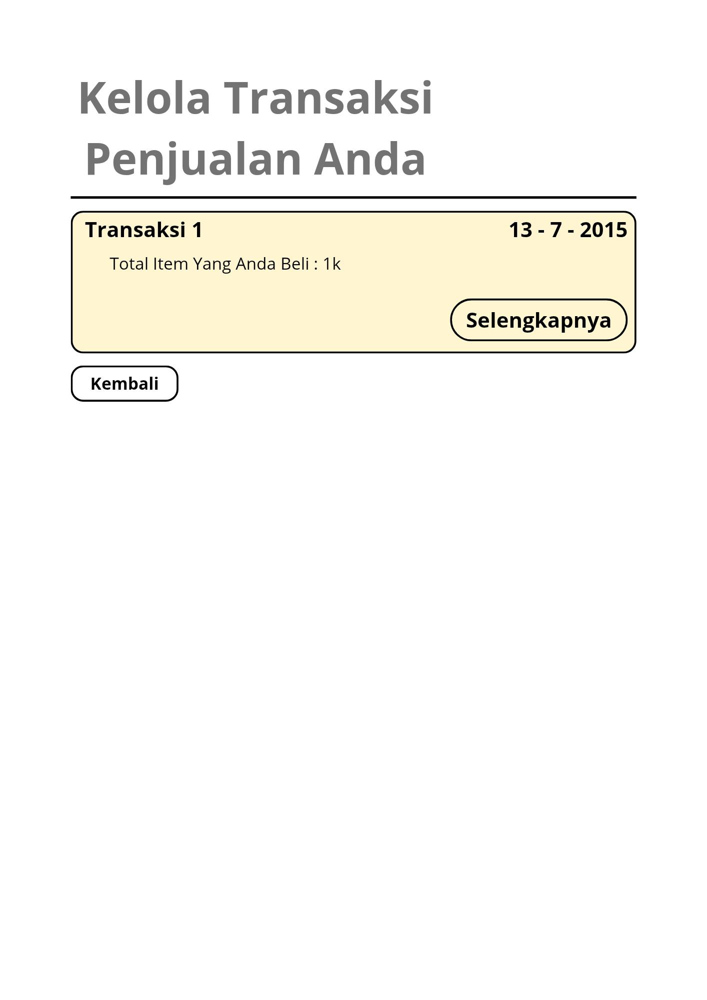 Kelola Transaksi
Penjualan Anda
Transaksi 1 13 - 7 - 2015
Total Item Yang Anda Beli : 1k
Selengkapnya
Kembali